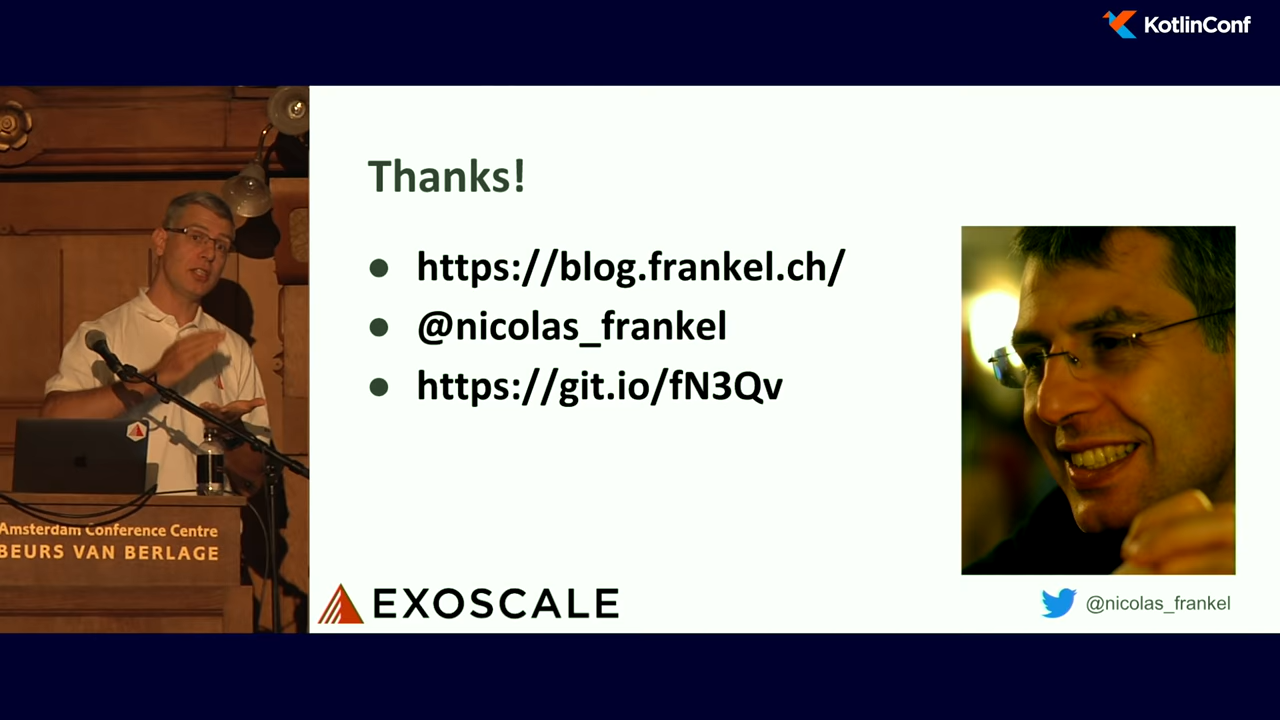 KotlinConf
Thanks!
https://blog.frankel.ch/
@nicolas_frankel
https://git.io/fN3Qv
Amsterdam Conference Centre
BEURS VAN BERLAGE
EXOSCALE
@nicolas_frankel